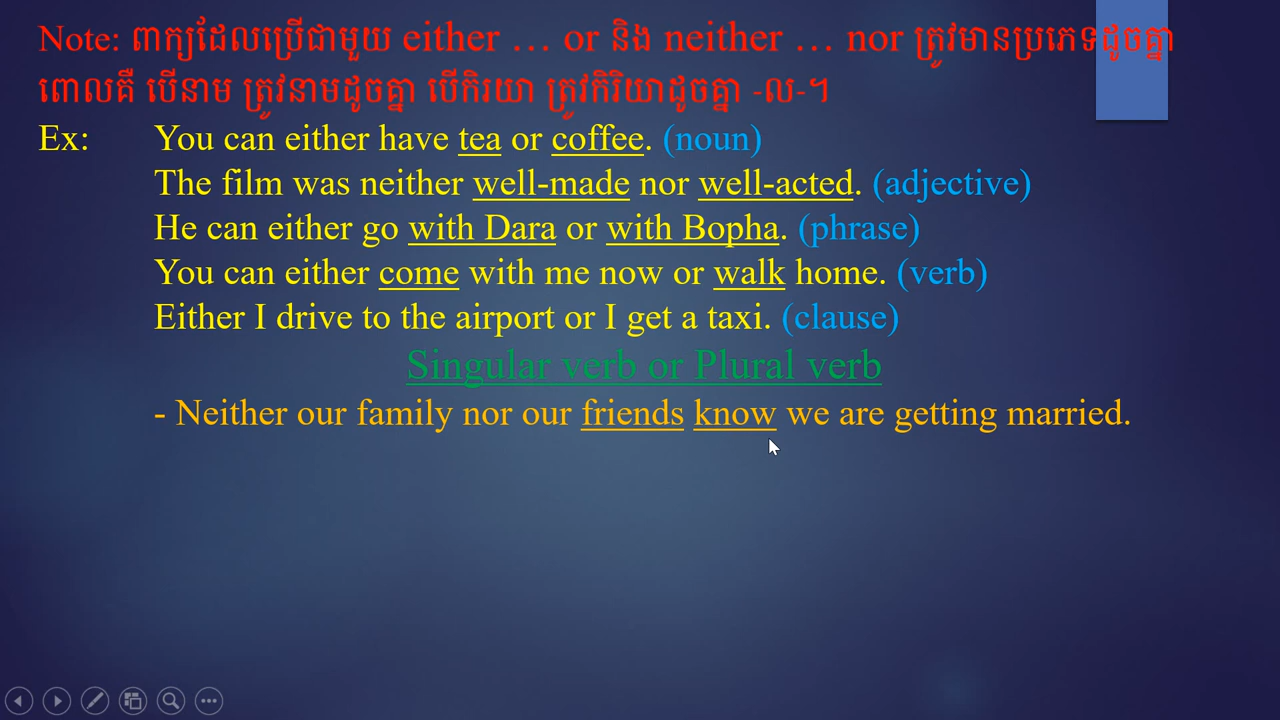 Note: ពាក្យដែលប្រើជាមួយ either … or និង neither … nor ត្រូវមានប្រភេទដូចគ្នា
ពោលគឺ បើនាម ត្រូវនាមដូចគ្នា បើកិរយា ត្រូវកិរិយាដូចគ្នា -ល-។
Ex: You can either have tea or coffee. (noun)
The film was neither well-made nor well-acted. (adjective)
He can either go with Dara or with Bopha. (phrase)
You can either come with me now or walk home. (verb)
Either I drive to the airport or I get a taxi. (clause)
Singular verb or Plural verb
- Neither our family nor our friends know we are getting married.